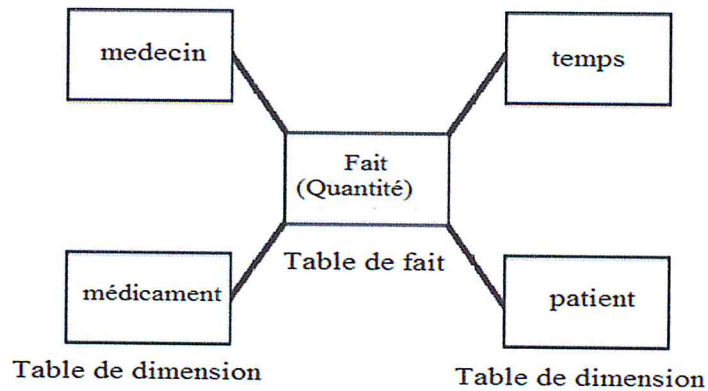 medecin
temps
Fait
(Quantité)
Table de fait
médicament
patient
Table de dimension
Table de dimension